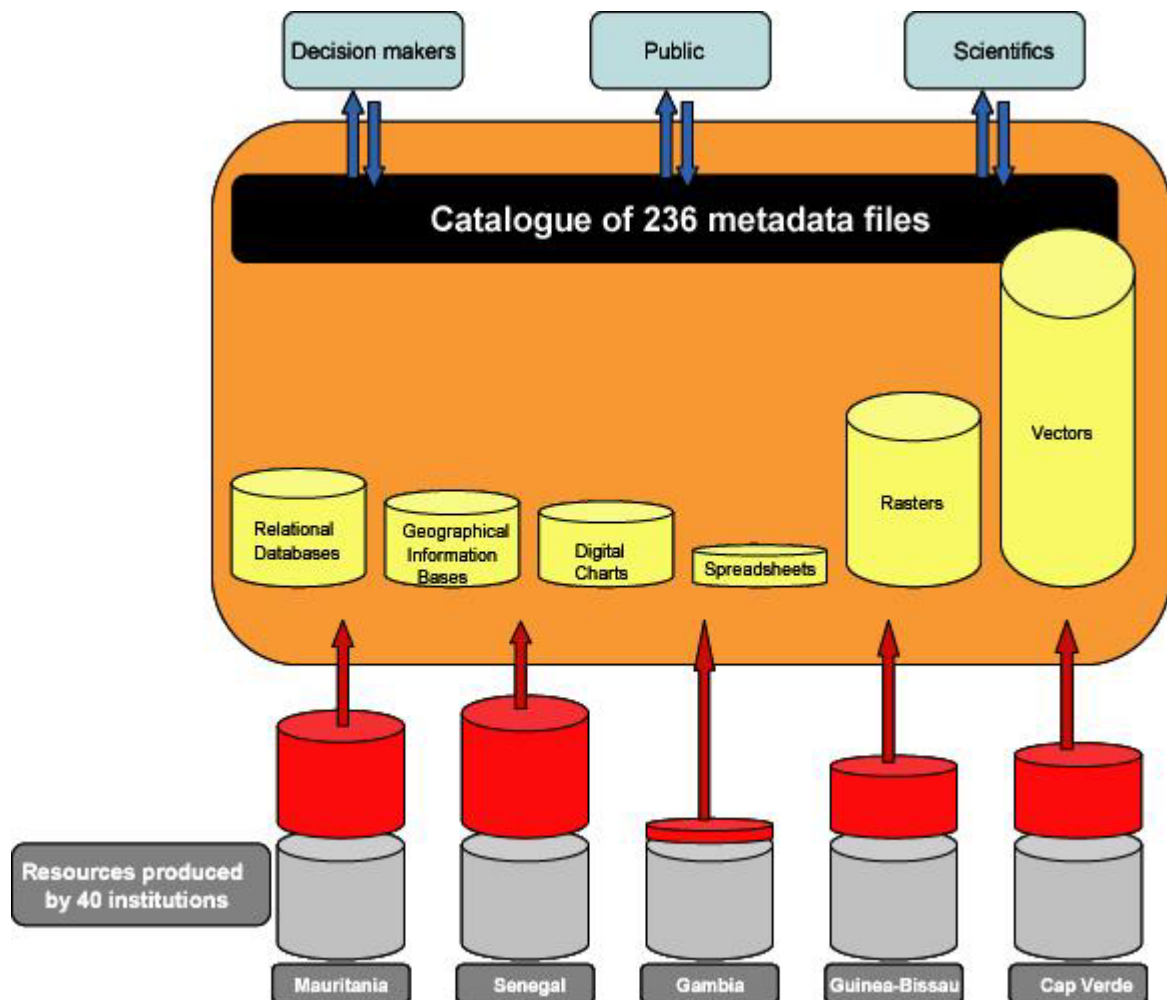 Decision makers
Public
Scientifics
Catalogue of 236 metadata files
Relational
Databases
Geographical
Information
Bases
Digital
Charts
Spreadsheets
Rasters
Vectors
Resources produced
by 40 institutions
Mauritania
Senegal
Gambia
Guinea-Bissau
Cap Verde